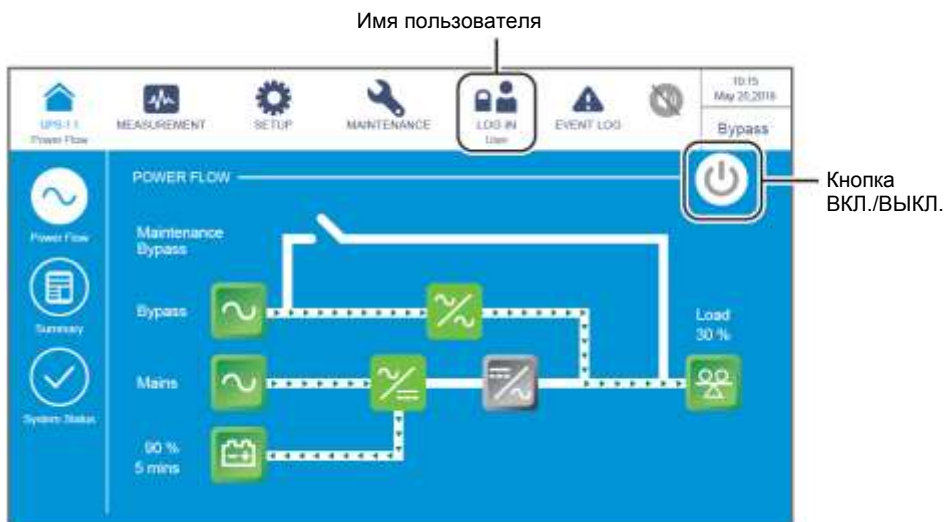 Имя пользователя
10:15
May 20,2016
UPS-1.1
Power Flow
MEASUREMENT
SETUP
MAINTENANCE
LOG IN
User
EVENT LOG
Bypass
POWER FLOW
Кнопка
ВКЛ./ВЫКЛ.
Power Flow
Maintenance
Bypass
Summary
Bypass
Load
30 %
Mains
System Status
90 %
5 mins